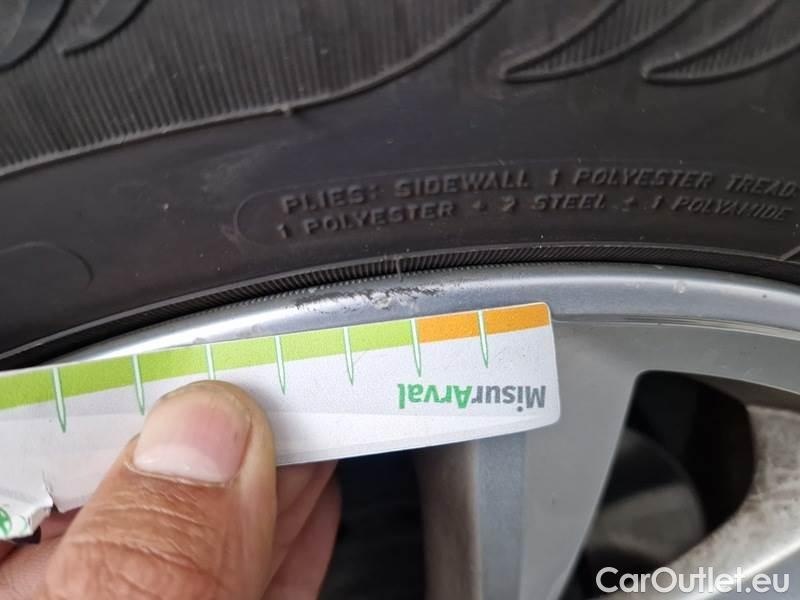 PLIES: SIDEWALL 1 POLYESTER TREAD
1 POLYESTER + 2 STEEL + 1 POLYAMIDE
MisurArval
CarOutlet.eu